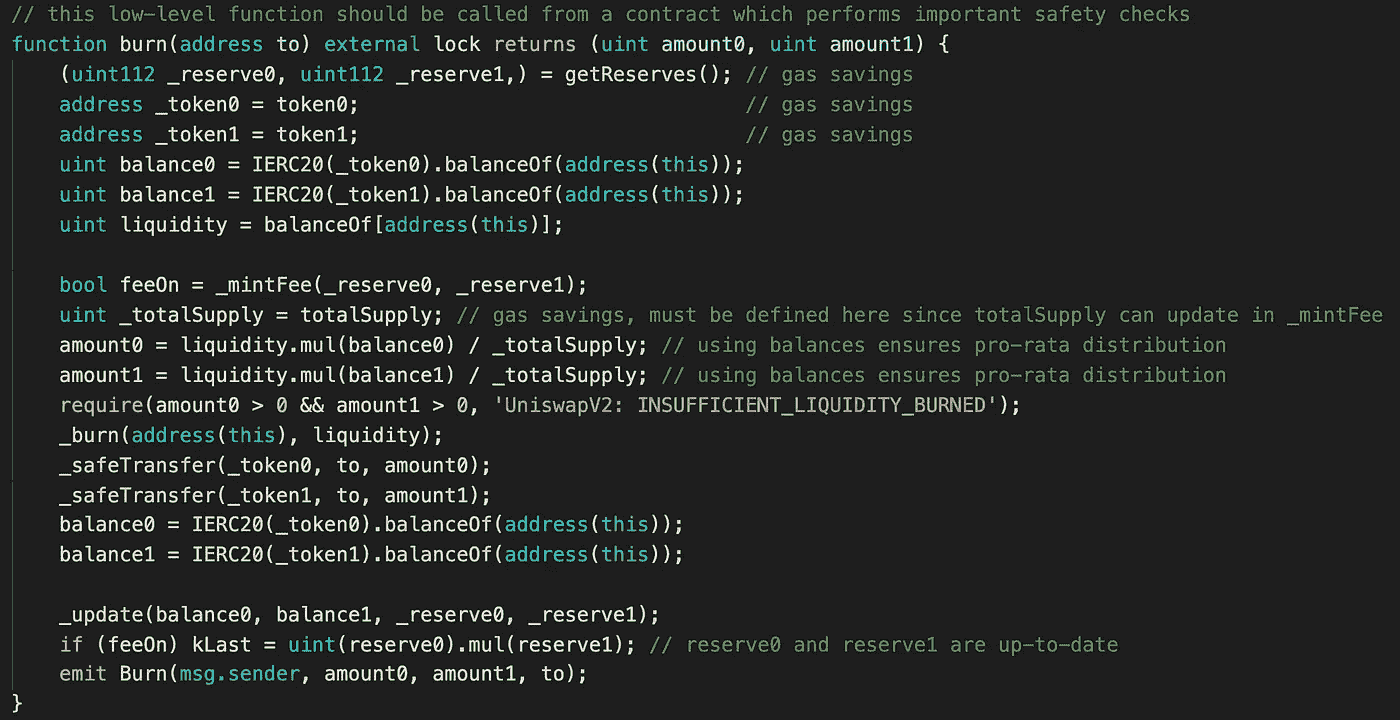 // this low-level function should be called from a contract which performs important safety checks
function burn(address to) external lock returns (uint amount0, uint amount1) {
    (uint112 _reserve0, uint112 _reserve1,) = getReserves(); // gas savings
    address _token0 = token0;                                // gas savings
    address _token1 = token1;                                // gas savings
    uint balance0 = IERC20(_token0).balanceOf(address(this));
    uint balance1 = IERC20(_token1).balanceOf(address(this));
    uint liquidity = balanceOf[address(this)];

    bool feeOn = _mintFee(_reserve0, _reserve1);
    uint _totalSupply = totalSupply; // gas savings, must be defined here since totalSupply can update in _mintFee
    amount0 = liquidity.mul(balance0) / _totalSupply; // using balances ensures pro-rata distribution
    amount1 = liquidity.mul(balance1) / _totalSupply; // using balances ensures pro-rata distribution
    require(amount0 > 0 && amount1 > 0, 'UniswapV2: INSUFFICIENT_LIQUIDITY_BURNED');
    _burn(address(this), liquidity);
    _safeTransfer(_token0, to, amount0);
    _safeTransfer(_token1, to, amount1);
    balance0 = IERC20(_token0).balanceOf(address(this));
    balance1 = IERC20(_token1).balanceOf(address(this));

    _update(balance0, balance1, _reserve0, _reserve1);
    if (feeOn) kLast = uint(reserve0).mul(reserve1); // reserve0 and reserve1 are up-to-date
    emit Burn(msg.sender, amount0, amount1, to);
}